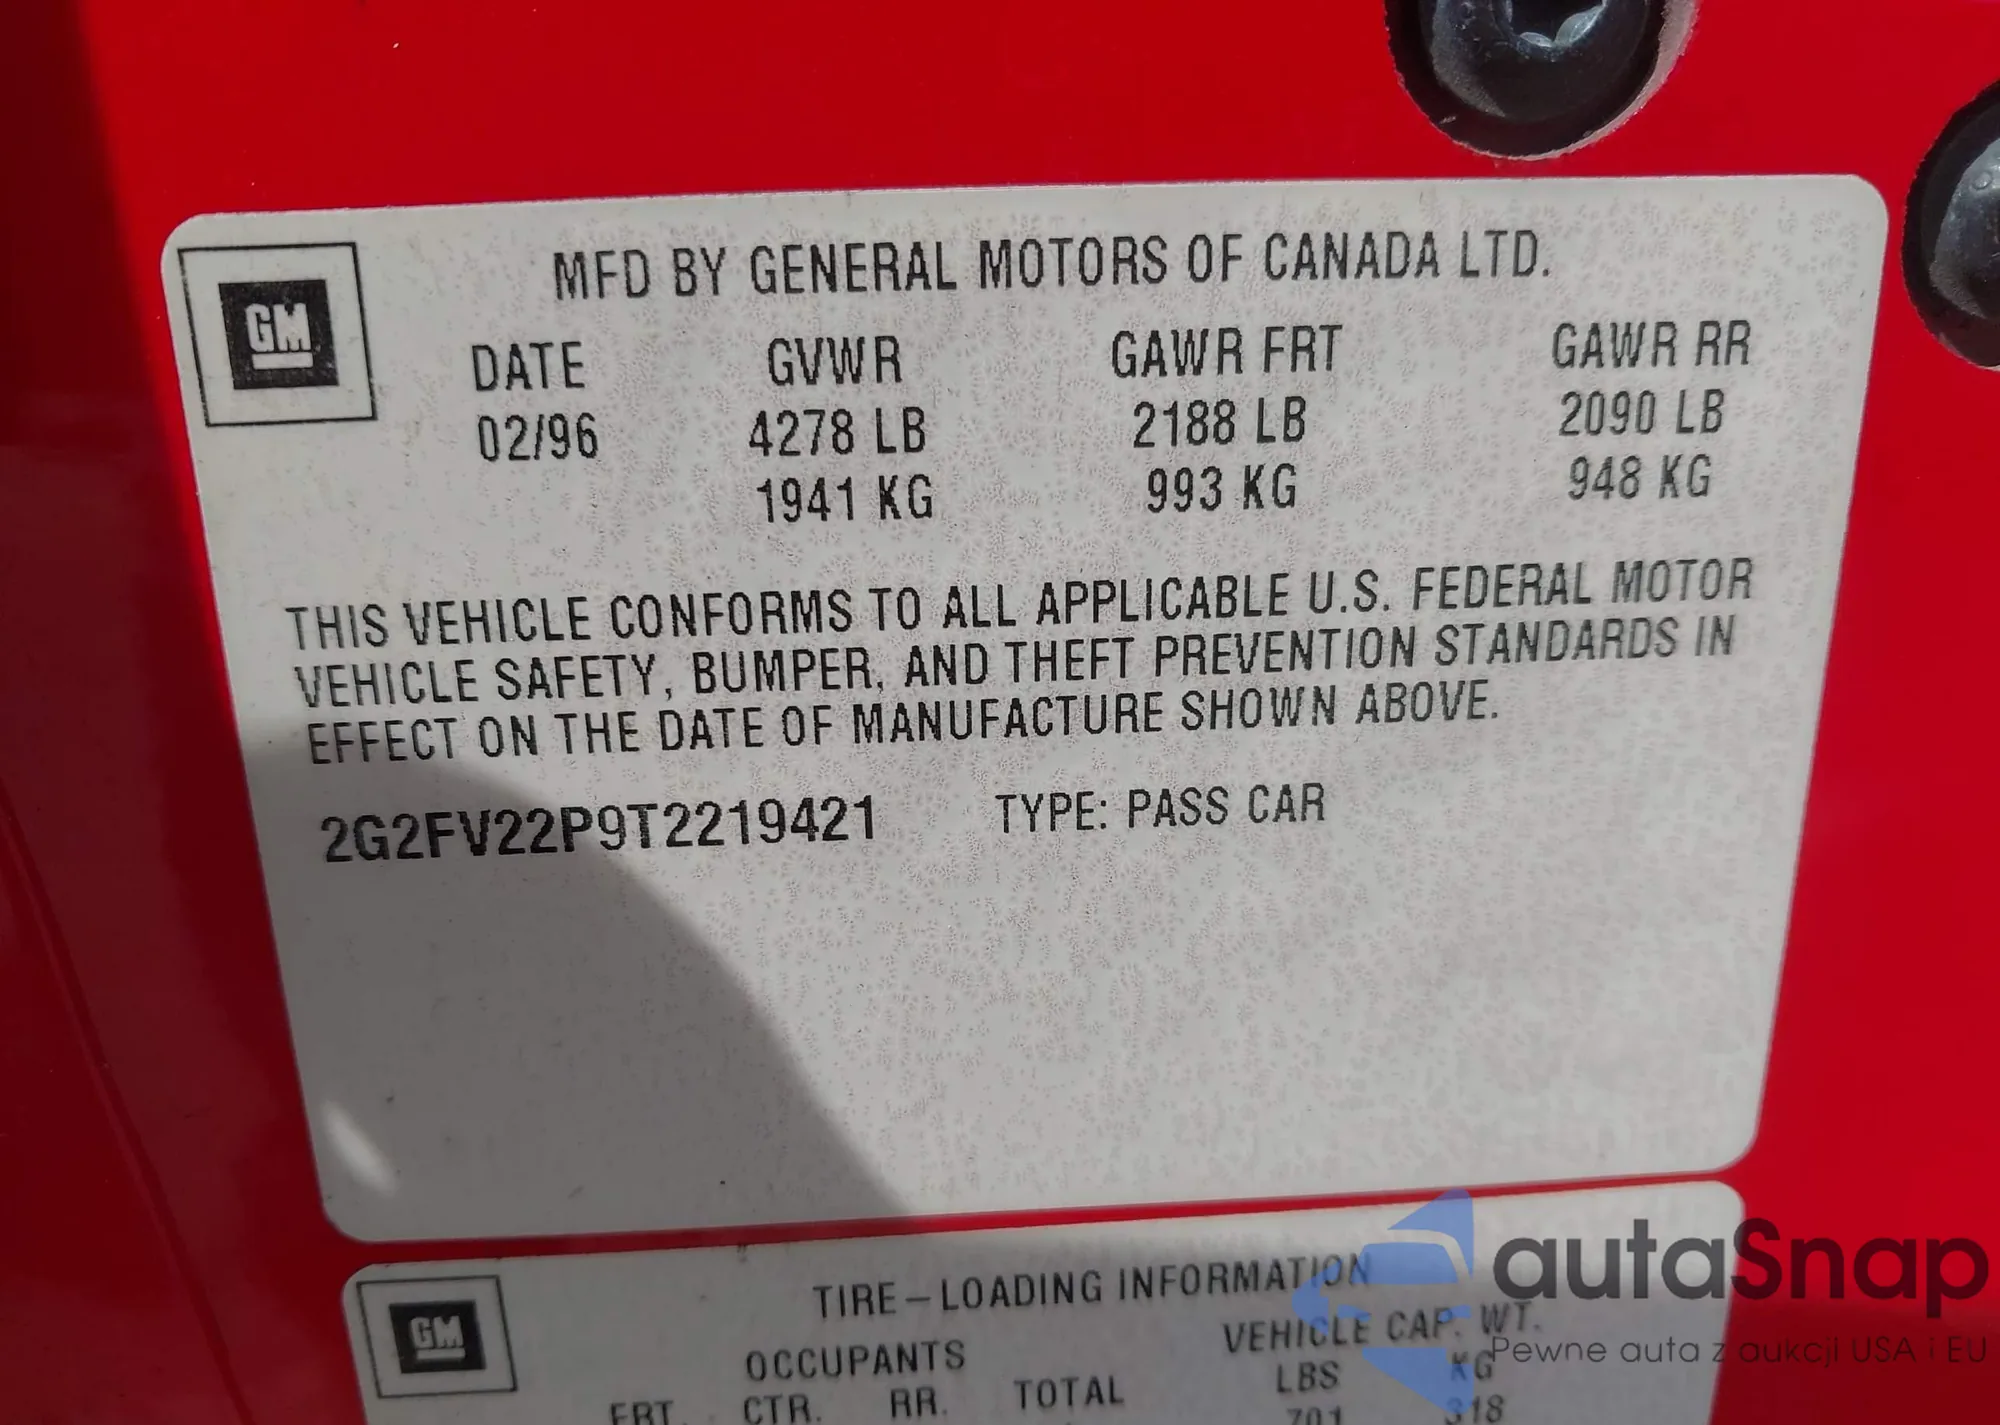 GM
MFD BY GENERAL MOTORS OF CANADA LTD.
DATE GVWR GAWR FRT GAWR RR
02/96 4278 LB 2188 LB 2090 LB
1941 KG 993 KG 948 KG
THIS VEHICLE CONFORMS TO ALL APPLICABLE U.S. FEDERAL MOTOR
VEHICLE SAFETY, BUMPER, AND THEFT PREVENTION STANDARDS IN
EFFECT ON THE DATE OF MANUFACTURE SHOWN ABOVE.
2G2FV22P9T2219421 TYPE: PASS CAR
GM
TIRE-LOADING INFORMATION
OCCUPANTS VEHICLE CAP. WT.
FRT. CTR. RR. TOTAL LBS KG
701 318
autaSnap
Pewne auta z aukcji USA i EU